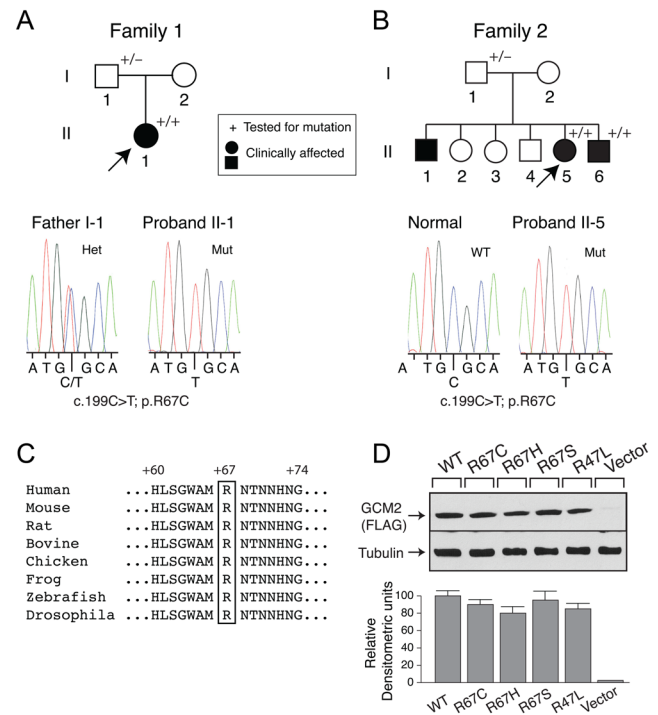 A
Family 1
+/–
I
1
2
+/+
II
1
+ Tested for mutation
Clinically affected
Father I-1
Proband II-1
Het
Mut
A T G G C A
C/T
A T G G C A
T
c.199C>T; p.R67C
B
Family 2
+/–
I
1
2
+/+
+/+
II
1
2
3
4
5
6
Normal
Proband II-5
WT
Mut
A T G G C A
C
A T G G C A
T
c.199C>T; p.R67C
C
+60 +67 +74
Human ...HLSGWAM R NTNNHNG...
Mouse ...HLSGWAM R NTNNHNG...
Rat ...HLSGWAM R NTNNHNG...
Bovine ...HLSGWAM R NTNNHNG...
Chicken ...HLSGWAM R NTNNHNG...
Frog ...HLSGWAM R NTNNHNG...
Zebrafish ...HLSGWAM R NTNNHNG...
Drosophila ...HLSGWAM R NTNNHNG...
D
WT R67C R67H R67S R47L Vector
GCM2
(FLAG)
Tubulin
Relative
Densitometric units
100
80
60
40
20
0
WT R67C R67H R67S R47L Vector